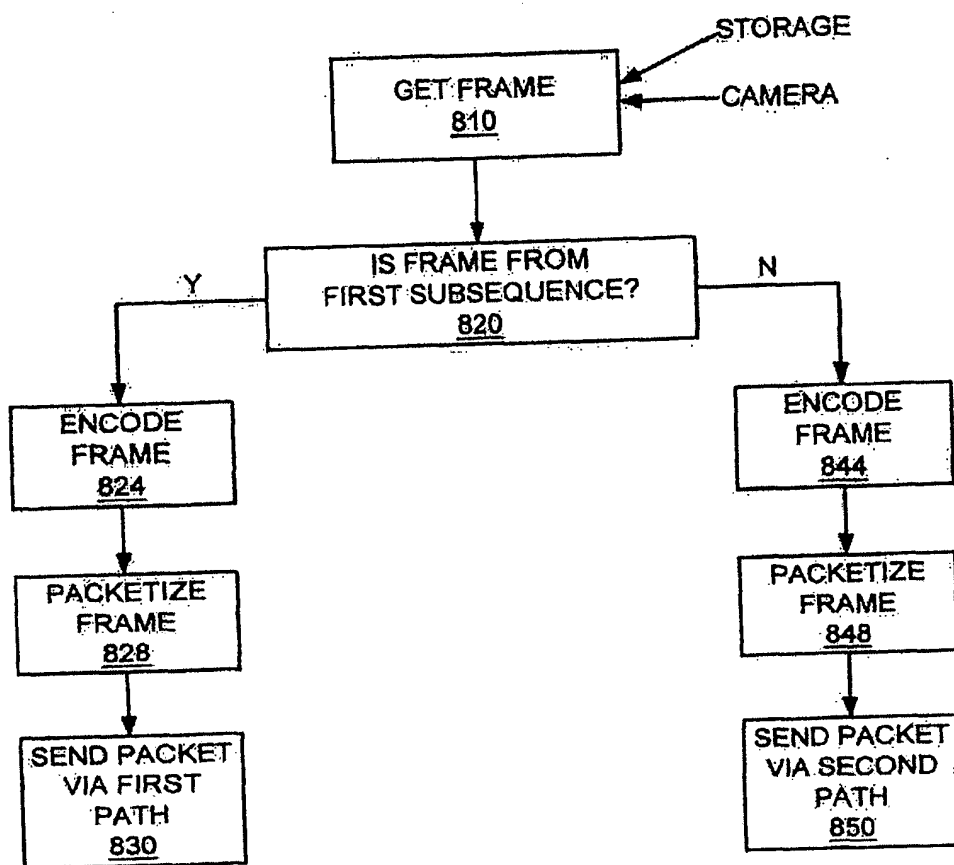 STORAGE
GET FRAME
810
CAMERA
IS FRAME FROM
FIRST SUBSEQUENCE?
820
Y
N
ENCODE
FRAME
824
PACKETIZE
FRAME
828
SEND PACKET
VIA FIRST
PATH
830
ENCODE
FRAME
844
PACKETIZE
FRAME
848
SEND PACKET
VIA SECOND
PATH
850